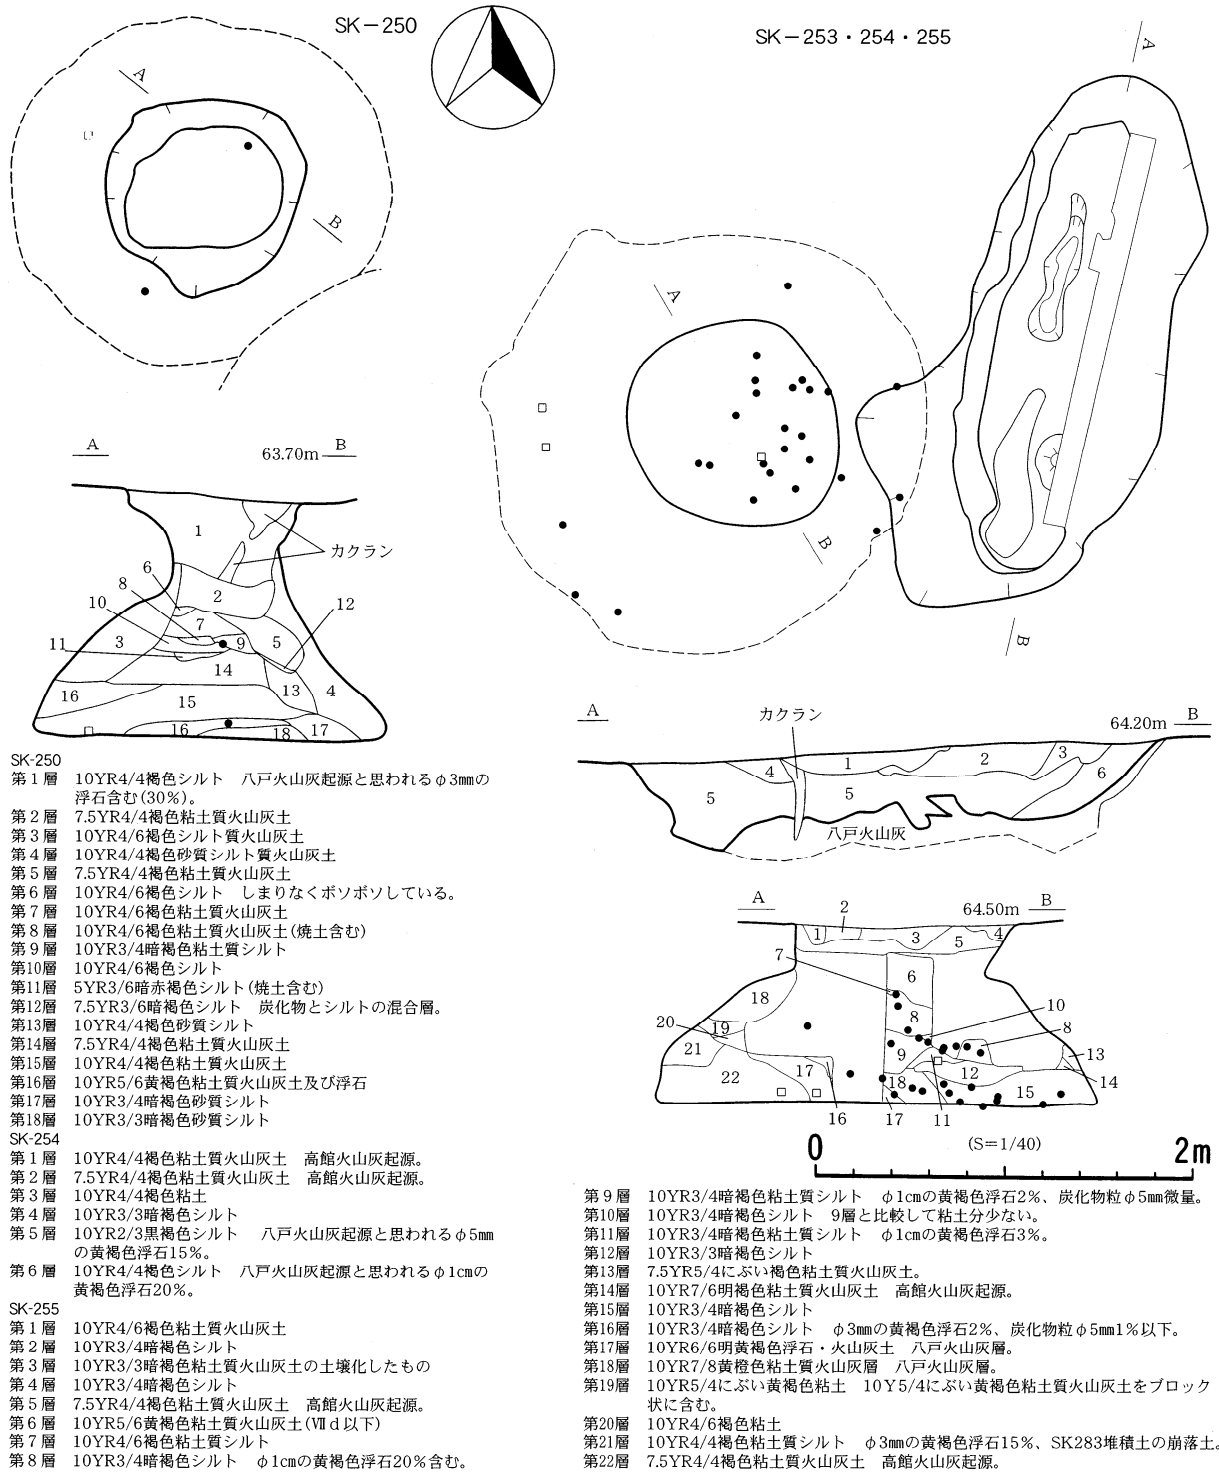 SK－250
SK－253・254・255
A
B
A
A
B
B
A
63.70m
B
カクラン
1
2
6
8
10
11
3
7
9
5
12
14
13
4
16
15
16
18
17
A
カクラン
64.20m
B
4
1
2
3
6
5
5
八戸火山灰
A
2
64.50m
B
1
3
5
4
7
6
18
8
10
20
19
8
9
13
21
22
17
18
12
15
14
16
17
11
(S＝1/40)
0
2m
SK-250
第１層　10YR4/4褐色シルト　八戸火山灰起源と思われるφ3㎜の
浮石含む(30％)。
第２層　7.5YR4/4褐色粘土質火山灰土
第３層　10YR4/6褐色シルト質火山灰土
第４層　10YR4/4褐色砂質シルト質火山灰土
第５層　7.5YR4/4褐色粘土質火山灰土
第６層　10YR4/6褐色シルト　しまりなくボソボソしている。
第７層　10YR4/6褐色粘土質火山灰土
第８層　10YR4/6褐色粘土質火山灰土(焼土含む)
第９層　10YR3/4暗褐色粘土質シルト
第10層　10YR4/6褐色シルト
第11層　5YR3/6暗赤褐色シルト(焼土含む)
第12層　7.5YR3/6暗褐色シルト　炭化物とシルトの混合層。
第13層　10YR4/4褐色砂質シルト
第14層　7.5YR4/4褐色粘土質火山灰土
第15層　10YR4/4褐色粘土質火山灰土
第16層　10YR5/6黄褐色粘土質火山灰土及び浮石
第17層　10YR3/4暗褐色砂質シルト
第18層　10YR3/3暗褐色砂質シルト
SK-254
第１層　10YR4/4褐色粘土質火山灰土　高館火山灰起源。
第２層　7.5YR4/4褐色粘土質火山灰土　高館火山灰起源。
第３層　10YR4/4褐色粘土
第４層　10YR3/3暗褐色シルト
第５層　10YR2/3黒褐色シルト　八戸火山灰起源と思われるφ5㎜
の黄褐色浮石15％。
第６層　10YR4/4褐色シルト　八戸火山灰起源と思われるφ1㎝の
黄褐色浮石20％。
SK-255
第１層　10YR4/6褐色粘土質火山灰土
第２層　10YR3/4暗褐色シルト
第３層　10YR3/3暗褐色粘土質火山灰土の土壌化したもの
第４層　10YR3/4暗褐色シルト
第５層　7.5YR4/4褐色粘土質火山灰土　高館火山灰起源。
第６層　10YR5/6黄褐色粘土質火山灰土(Ⅶd以下)
第７層　10YR4/6褐色粘土質シルト
第８層　10YR3/4暗褐色シルト　φ1㎝の黄褐色浮石20％含む。
第９層　10YR3/4暗褐色粘土質シルト　φ1㎝の黄褐色浮石2％、炭化物粒φ5㎜微量。
第10層　10YR3/4暗褐色シルト　9層と比較して粘土分少ない。
第11層　10YR3/4暗褐色粘土質シルト　φ1㎝の黄褐色浮石3％。
第12層　10YR3/3暗褐色シルト
第13層　7.5YR5/4にぶい褐色粘土質火山灰土。
第14層　10YR7/6明黄褐色粘土質火山灰土　高館火山灰起源。
第15層　10YR3/4暗褐色シルト
第16層　10YR3/4暗褐色シルト　φ3㎜の黄褐色浮石2％、炭化物粒φ5㎜1％以下。
第17層　10YR6/6明黄褐色浮石・火山灰土　八戸火山灰層。
第18層　10YR7/8黄橙色粘土質火山灰層　八戸火山灰層。
第19層　10YR5/4にぶい黄褐色粘土　10Y5/4にぶい黄褐色粘土質火山灰土をブロック
状に含む。
第20層　10YR4/6褐色粘土
第21層　10YR4/4褐色粘土質シルト　φ3㎜の黄褐色浮石15％、SK283堆積土の崩落土。
第22層　7.5YR4/4褐色粘土質火山灰土　高館火山灰起源。